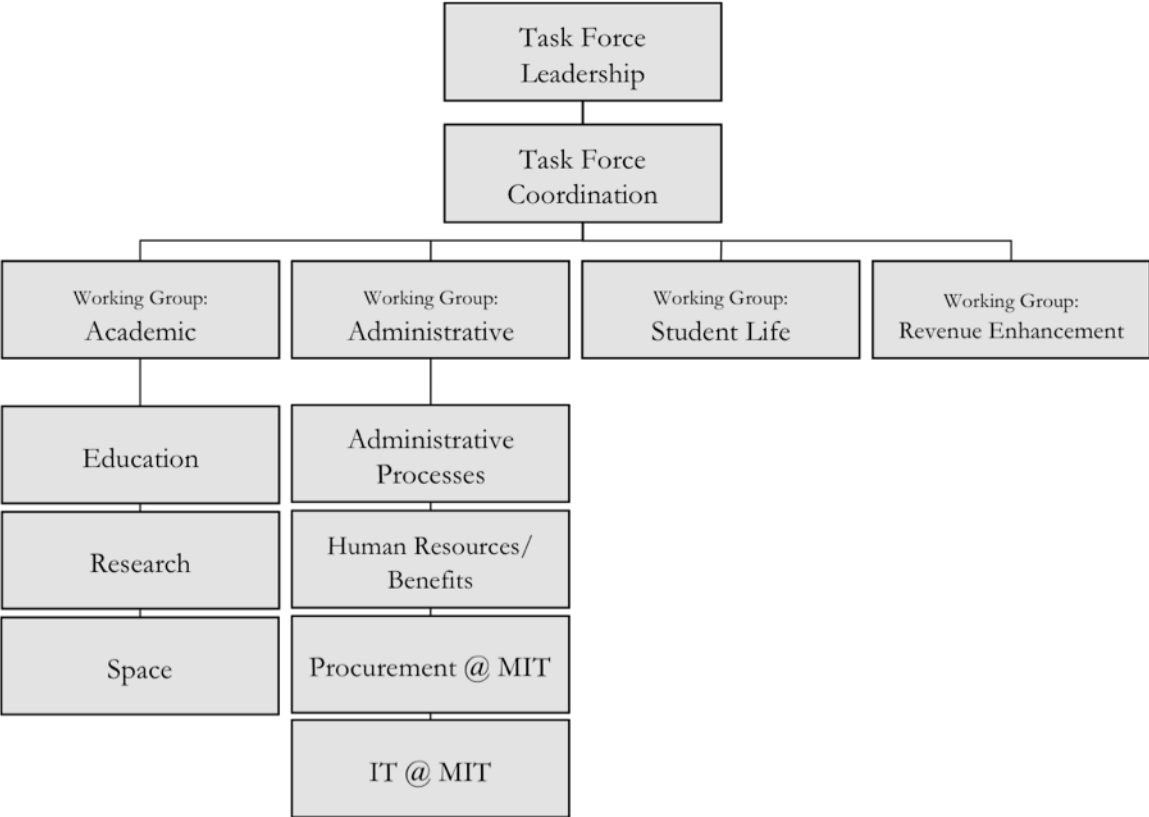 Task Force
Leadership
Task Force
Coordination
Working Group:
Academic
Working Group:
Administrative
Working Group:
Student Life
Working Group:
Revenue Enhancement
Education
Research
Space
Administrative
Processes
Human Resources/
Benefits
Procurement @ MIT
IT @ MIT